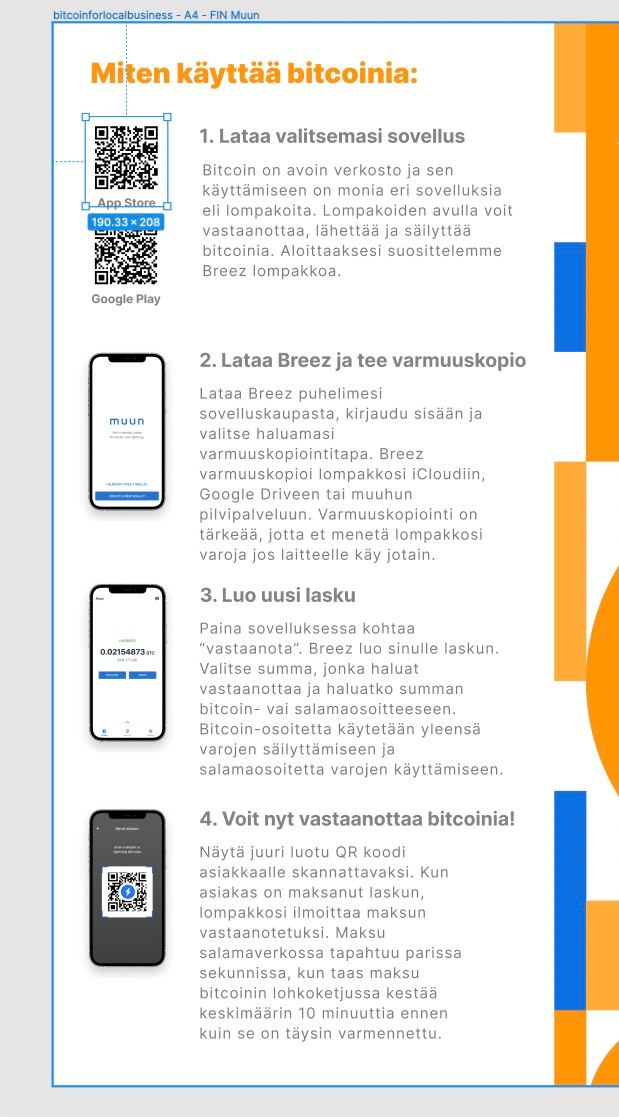 bitcoinforlocalbusiness - A4 - FIN Muun
Miten käyttää bitcoinia:
App Store
190.33 × 208
Google Play
1. Lataa valitsemasi sovellus
Bitcoin on avoin verkosto ja sen
käyttämiseen on monia eri sovelluksia
eli lompakoita. Lompakoiden avulla voit
vastaanottaa, lähettää ja säilyttää
bitcoinia. Aloittaaksesi suosittelemme
Breez lompakkoa.
muun
I ALREADY HAVE A WALLET
CREATE A NEW WALLET
2. Lataa Breez ja tee varmuuskopio
Lataa Breez puhelimesi
sovelluskaupasta, kirjaudu sisään ja
valitse haluamasi
varmuuskopiointitapa. Breez
varmuuskopioi lompakkosi iCloudiin,
Google Driveen tai muuhun
pilvipalveluun. Varmuuskopiointi on
tärkeää, jotta et menetä lompakkosi
varoja jos laitteelle käy jotain.
0.02154873 BTC
3. Luo uusi lasku
Paina sovelluksessa kohtaa
“vastaanota”. Breez luo sinulle laskun.
Valitse summa, jonka haluat
vastaanottaa ja haluatko summan
bitcoin- vai salamaosoitteeseen.
Bitcoin-osoitetta käytetään yleensä
varojen säilyttämiseen ja
salamaosoitetta varojen käyttämiseen.
4. Voit nyt vastaanottaa bitcoinia!
Näytä juuri luotu QR koodi
asiakkaalle skannattavaksi. Kun
asiakas on maksanut laskun,
lompakkosi ilmoittaa maksun
vastaanotetuksi. Maksu
salamaverkossa tapahtuu parissa
sekunnissa, kun taas maksu
bitcoinin lohkoketjussa kestää
keskimäärin 10 minuuttia ennen
kuin se on täysin varmennettu.